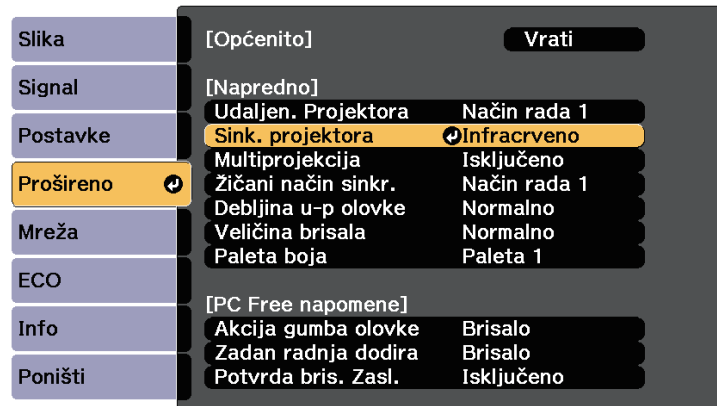 Slika
Signal
Postavke
Prošireno
Mreža
ECO
Info
Poništi
[Općenito] Vrati
[Napredno]
Udaljen. Projektora Način rada 1
Sink. projektora Infracrveno
Multiprojekcija Isključeno
Žičani način sinkr. Način rada 1
Debljina u-p olovke Normalno
Veličina brisala Normalno
Paleta boja Paleta 1
[PC Free napomene]
Akcija gumba olovke Brisalo
Zadan radnja dodira Brisalo
Potvrda bris. Zasl. Isključeno